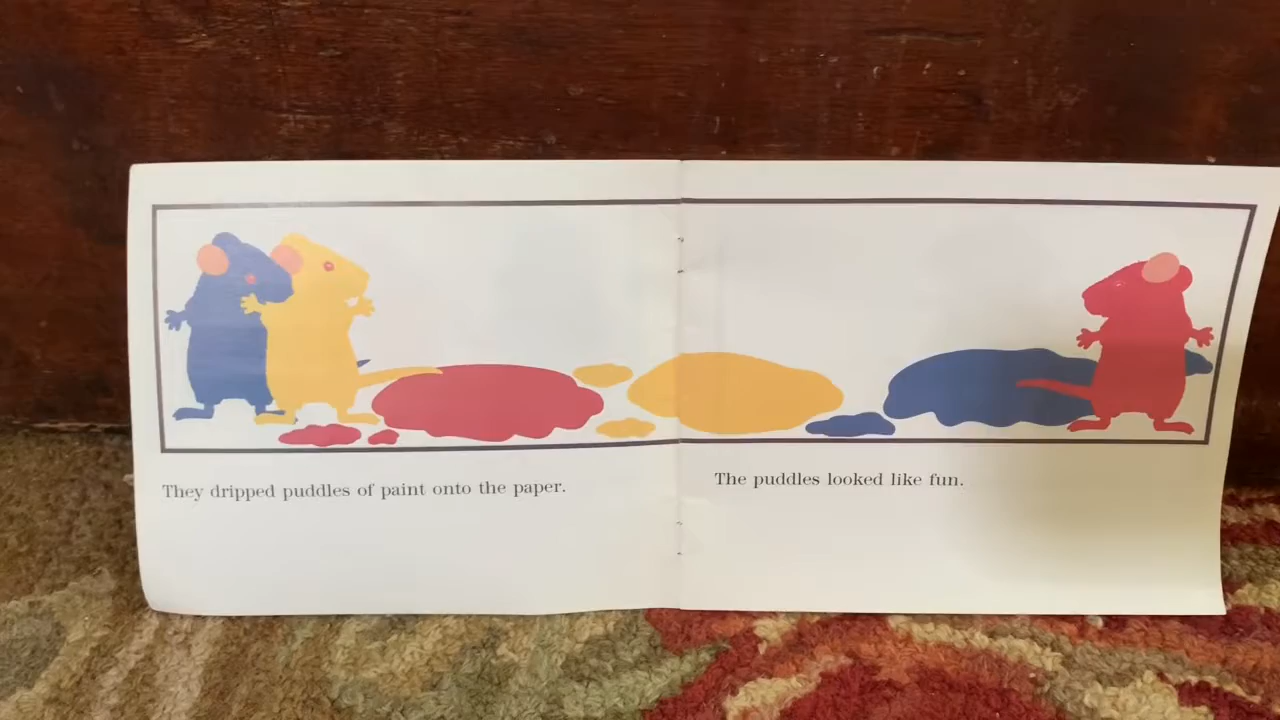 They dripped puddles of paint onto the paper.
The puddles looked like fun.